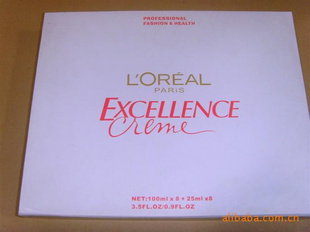 PROFESSIONAL
FASHION & HEALTH
L'ORÉAL
PARIS
EXCELLENCE
Creme
NET:100ml x 8 + 25ml x8
3.5FL.OZ/0.9FL.OZ
alibaba.com.cn